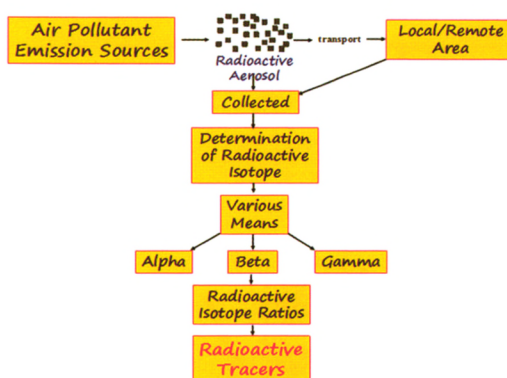 Air Pollutant
Emission Sources
Radioactive
Aerosol
transport
Local/Remote
Area
Collected
Determination
of Radioactive
Isotope
Various
Means
Alpha
Beta
Gamma
Radioactive
Isotope Ratios
Radioactive
Tracers